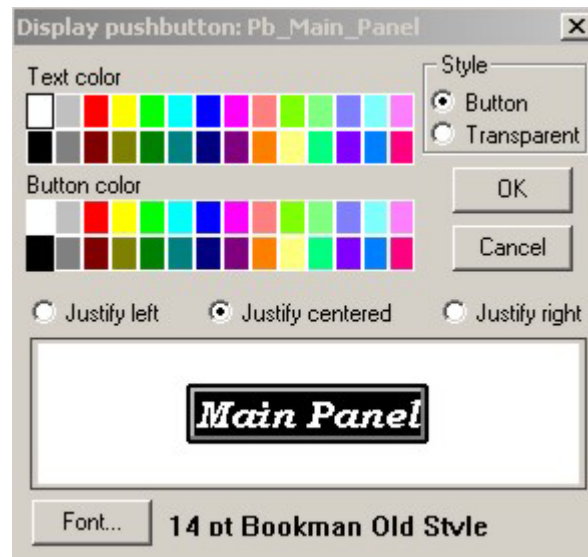 Display pushbutton: Pb_Main_Panel
Text color
Style
Button
Transparent
Button color
OK
Cancel
Justify left
Justify centered
Justify right
Main Panel
Font...
14 pt Bookman Old Style